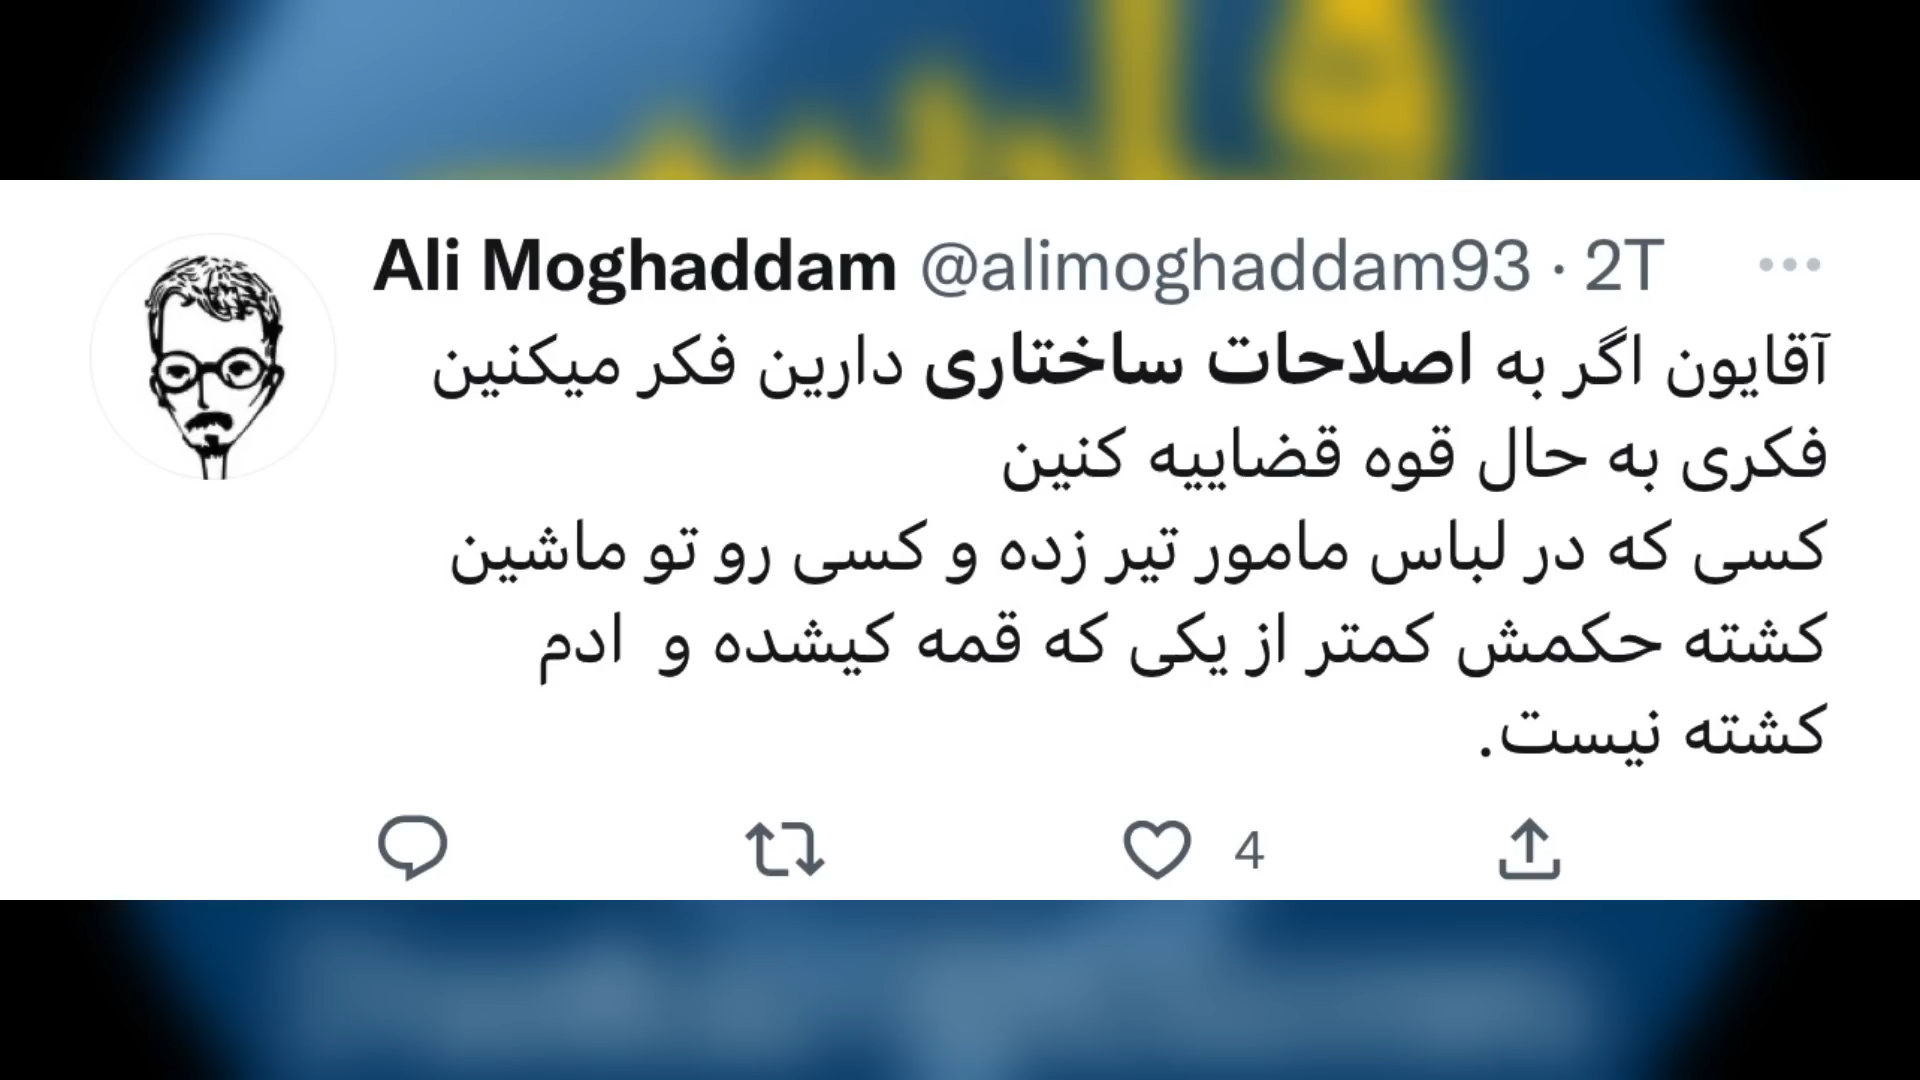 Ali Moghaddam @alimoghaddam93 · 2T
آقایون اگر به اصلاحات ساختاری دارین فکر میکنین
فکری به حال قوه قضاییه کنین
کسی که در لباس مامور تیر زده و کسی رو تو ماشین
کشته حکمش کمتر از یکی که قمه کیشده و ادم
کشته نیست.
4